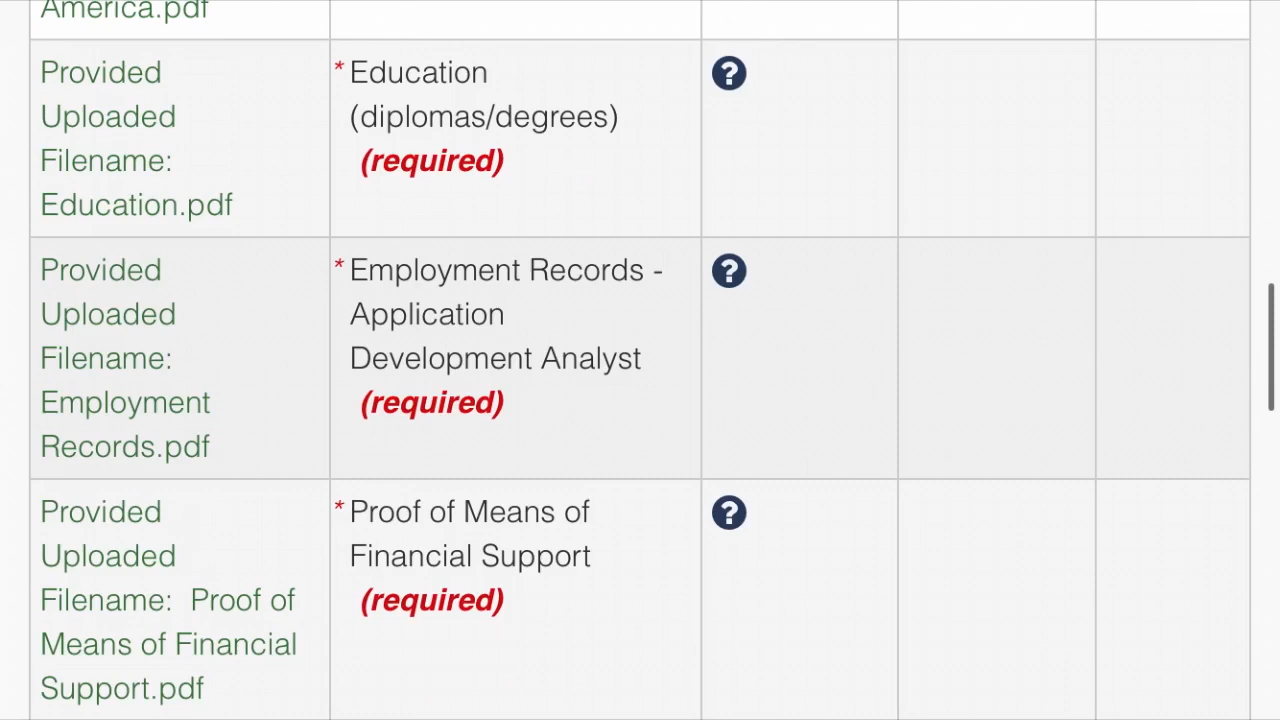 America.pdf
Provided
Uploaded
Filename:
Education.pdf
* Education
(diplomas/degrees)
(required)
?
Provided
Uploaded
Filename:
Employment
Records.pdf
* Employment Records -
Application
Development Analyst
(required)
?
Provided
Uploaded
Filename: Proof of
Means of Financial
Support.pdf
* Proof of Means of
Financial Support
(required)
?